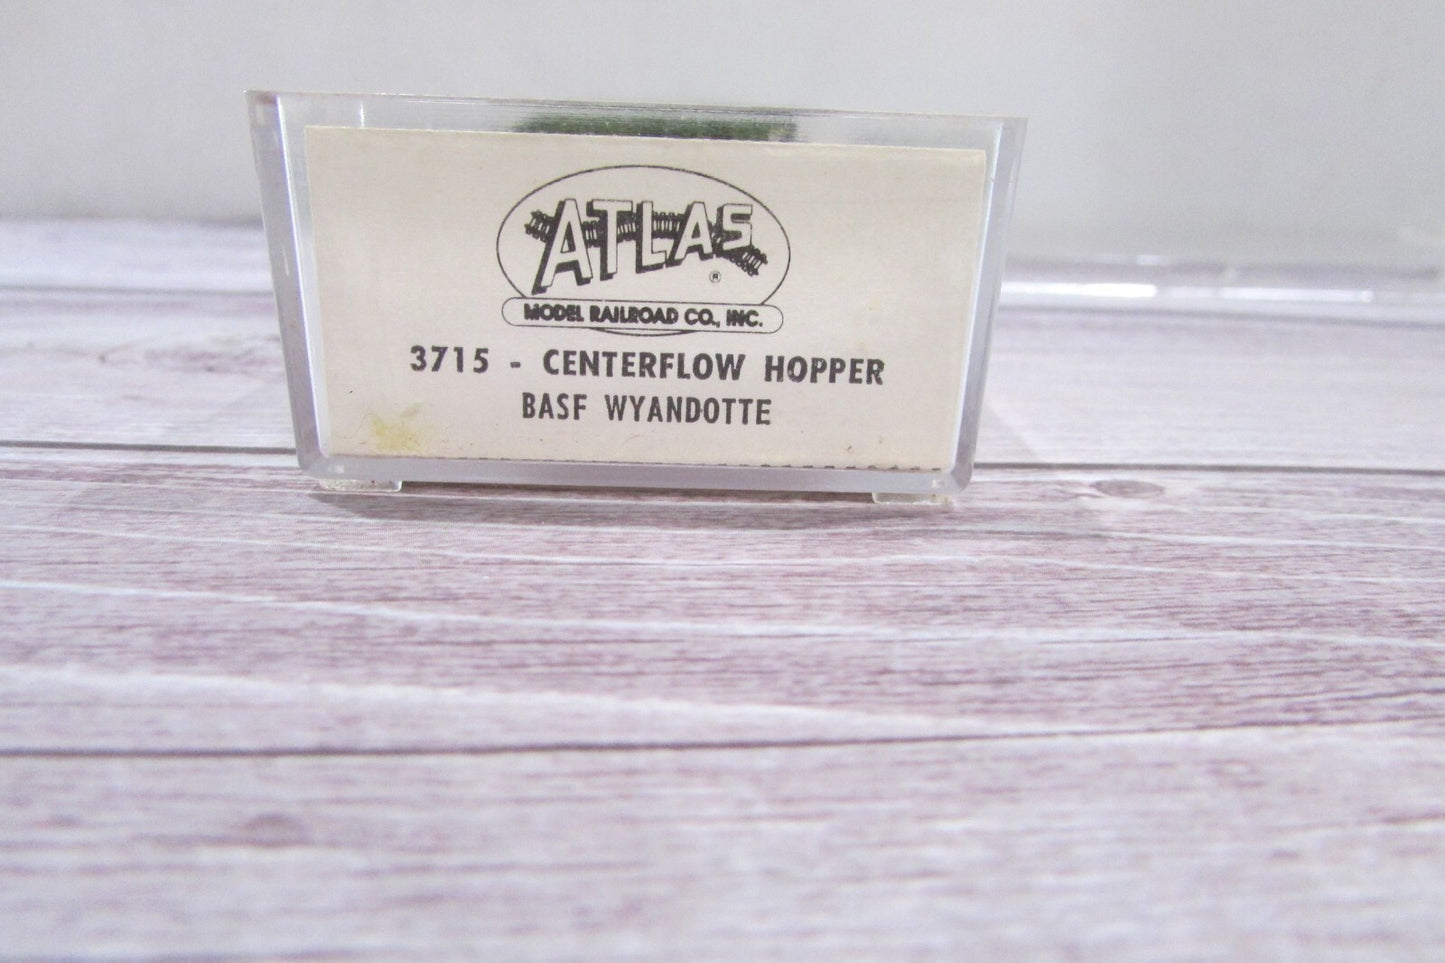 ATLAS ®
MODEL RAILROAD CO., INC.
3715 - CENTERFLOW HOPPER
BASF WYANDOTTE